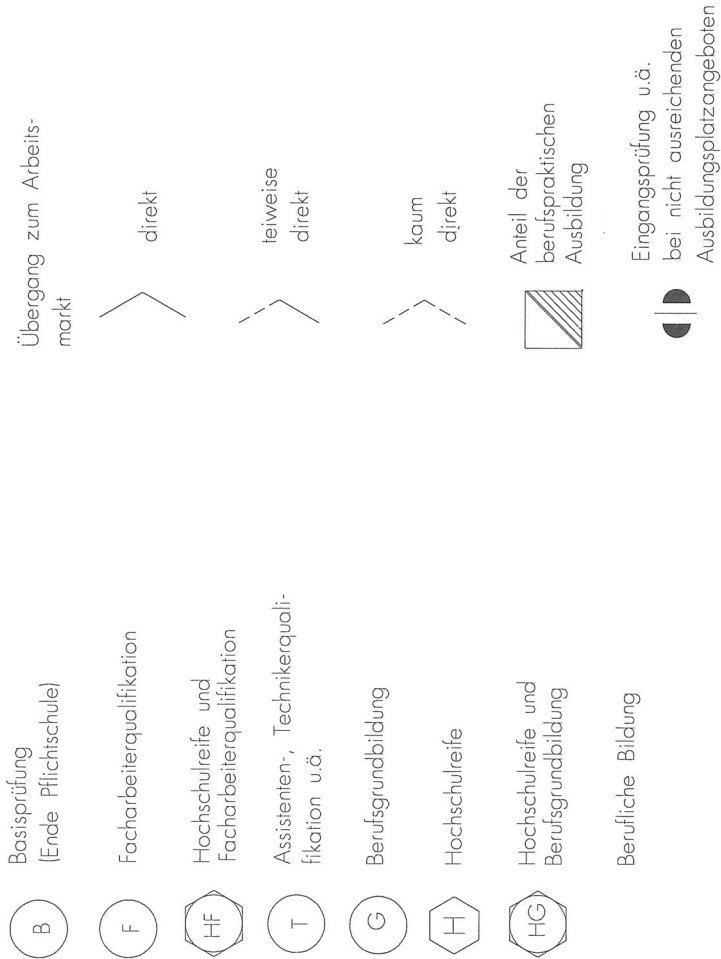 B
Basisprüfung
(Ende Pflichtschule)
F
Facharbeiterqualifikation
HF
Hochschulreife und
Facharbeiterqualifikation
T
Assistenten-, Technikerquali-
fikation u.ä.
G
Berufsgrundbildung
H
Hochschulreife
HG
Hochschulreife und
Berufsgrundbildung
Berufliche Bildung
Übergang zum Arbeits-
markt
direkt
teiweise
direkt
kaum
direkt
Anteil der
berufspraktischen
Ausbildung
Eingangsprüfung u.ä.
bei nicht ausreichenden
Ausbildungsplatzangeboten